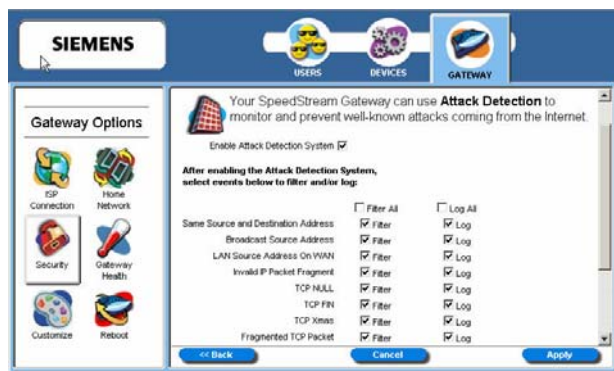 SIEMENS
USERS
DEVICES
GATEWAY
Gateway Options
ISP Connection
Home Network
Security
Gateway Health
Customize
Reboot
Your SpeedStream Gateway can use Attack Detection to
monitor and prevent well-known attacks coming from the Internet.
Enable Attack Detection System
After enabling the Attack Detection System,
select events below to filter and/or log:
Filter All Log All
Same Source and Destination Address Filter Log
Broadcast Source Address Filter Log
LAN Source Address On WAN Filter Log
Invalid IP Packet Fragment Filter Log
TCP NULL Filter Log
TCP FIN Filter Log
TCP Xmas Filter Log
Fragmented TCP Packet Filter Log
<< Back Cancel Apply